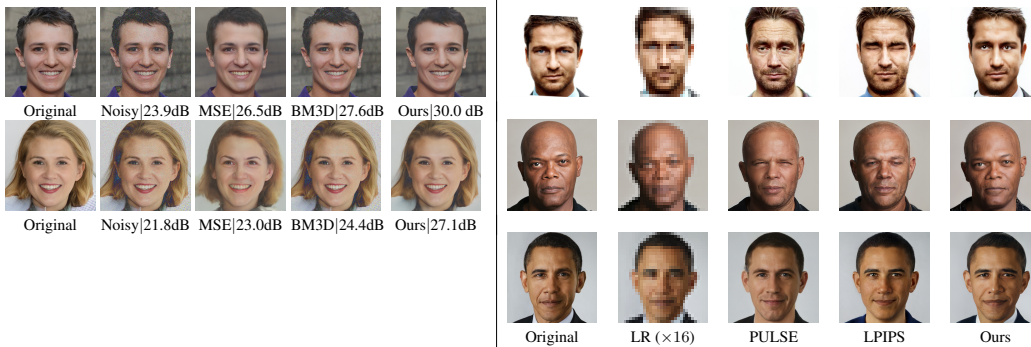 Original Noisy|23.9dB MSE|26.5dB BM3D|27.6dB Ours|30.0 dB
Original Noisy|21.8dB MSE|23.0dB BM3D|24.4dB Ours|27.1dB
Original LR (×16) PULSE LPIPS Ours